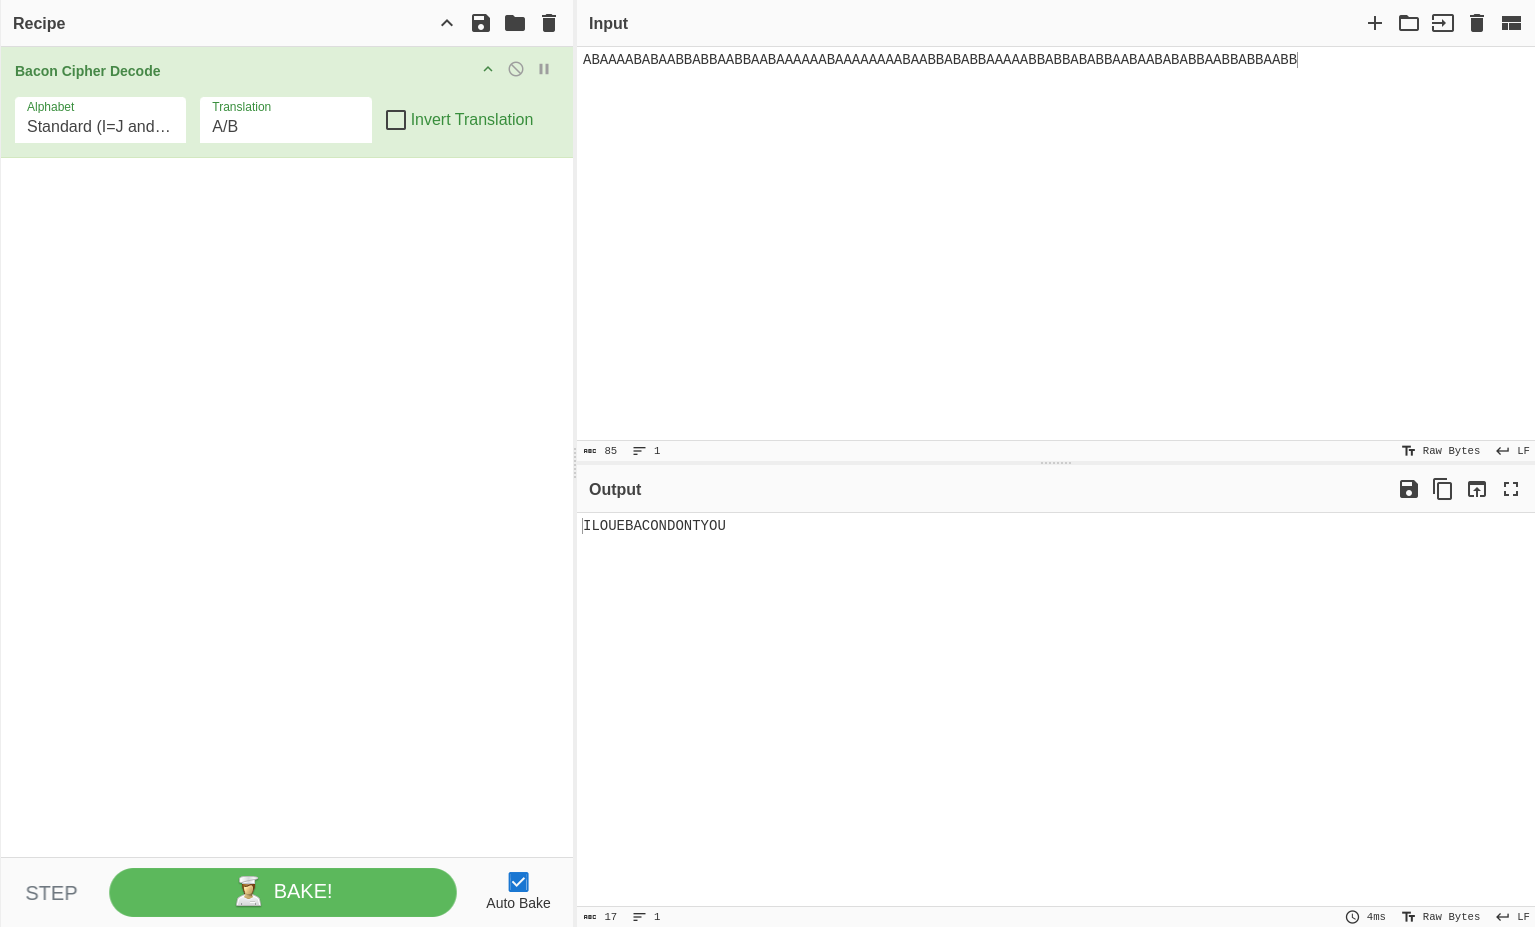 Recipe
Bacon Cipher Decode
Alphabet
Standard (I=J and…
Translation
A/B
Invert Translation
STEP
BAKE!
Auto Bake
Input
ABAAAABABAABBABBAABBAABAAAAAABAAAAAAAABAABBABABBAAAAABBABBABABBAABAABABABBAABBABBAABB
ABC 85 1 Raw Bytes LF
Output
ILOUEBACONDONTYOU
ABC 17 1 4ms Raw Bytes LF